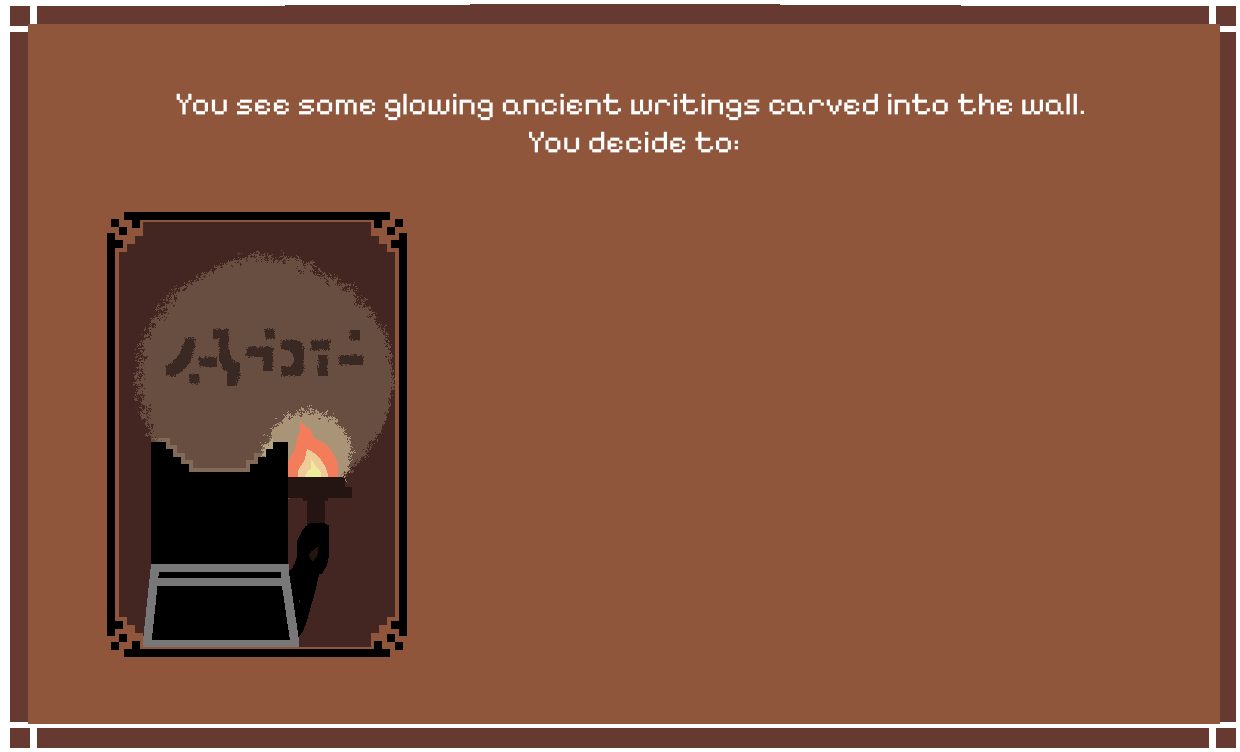 You see some glowing ancient writings carved into the wall.
You decide to: